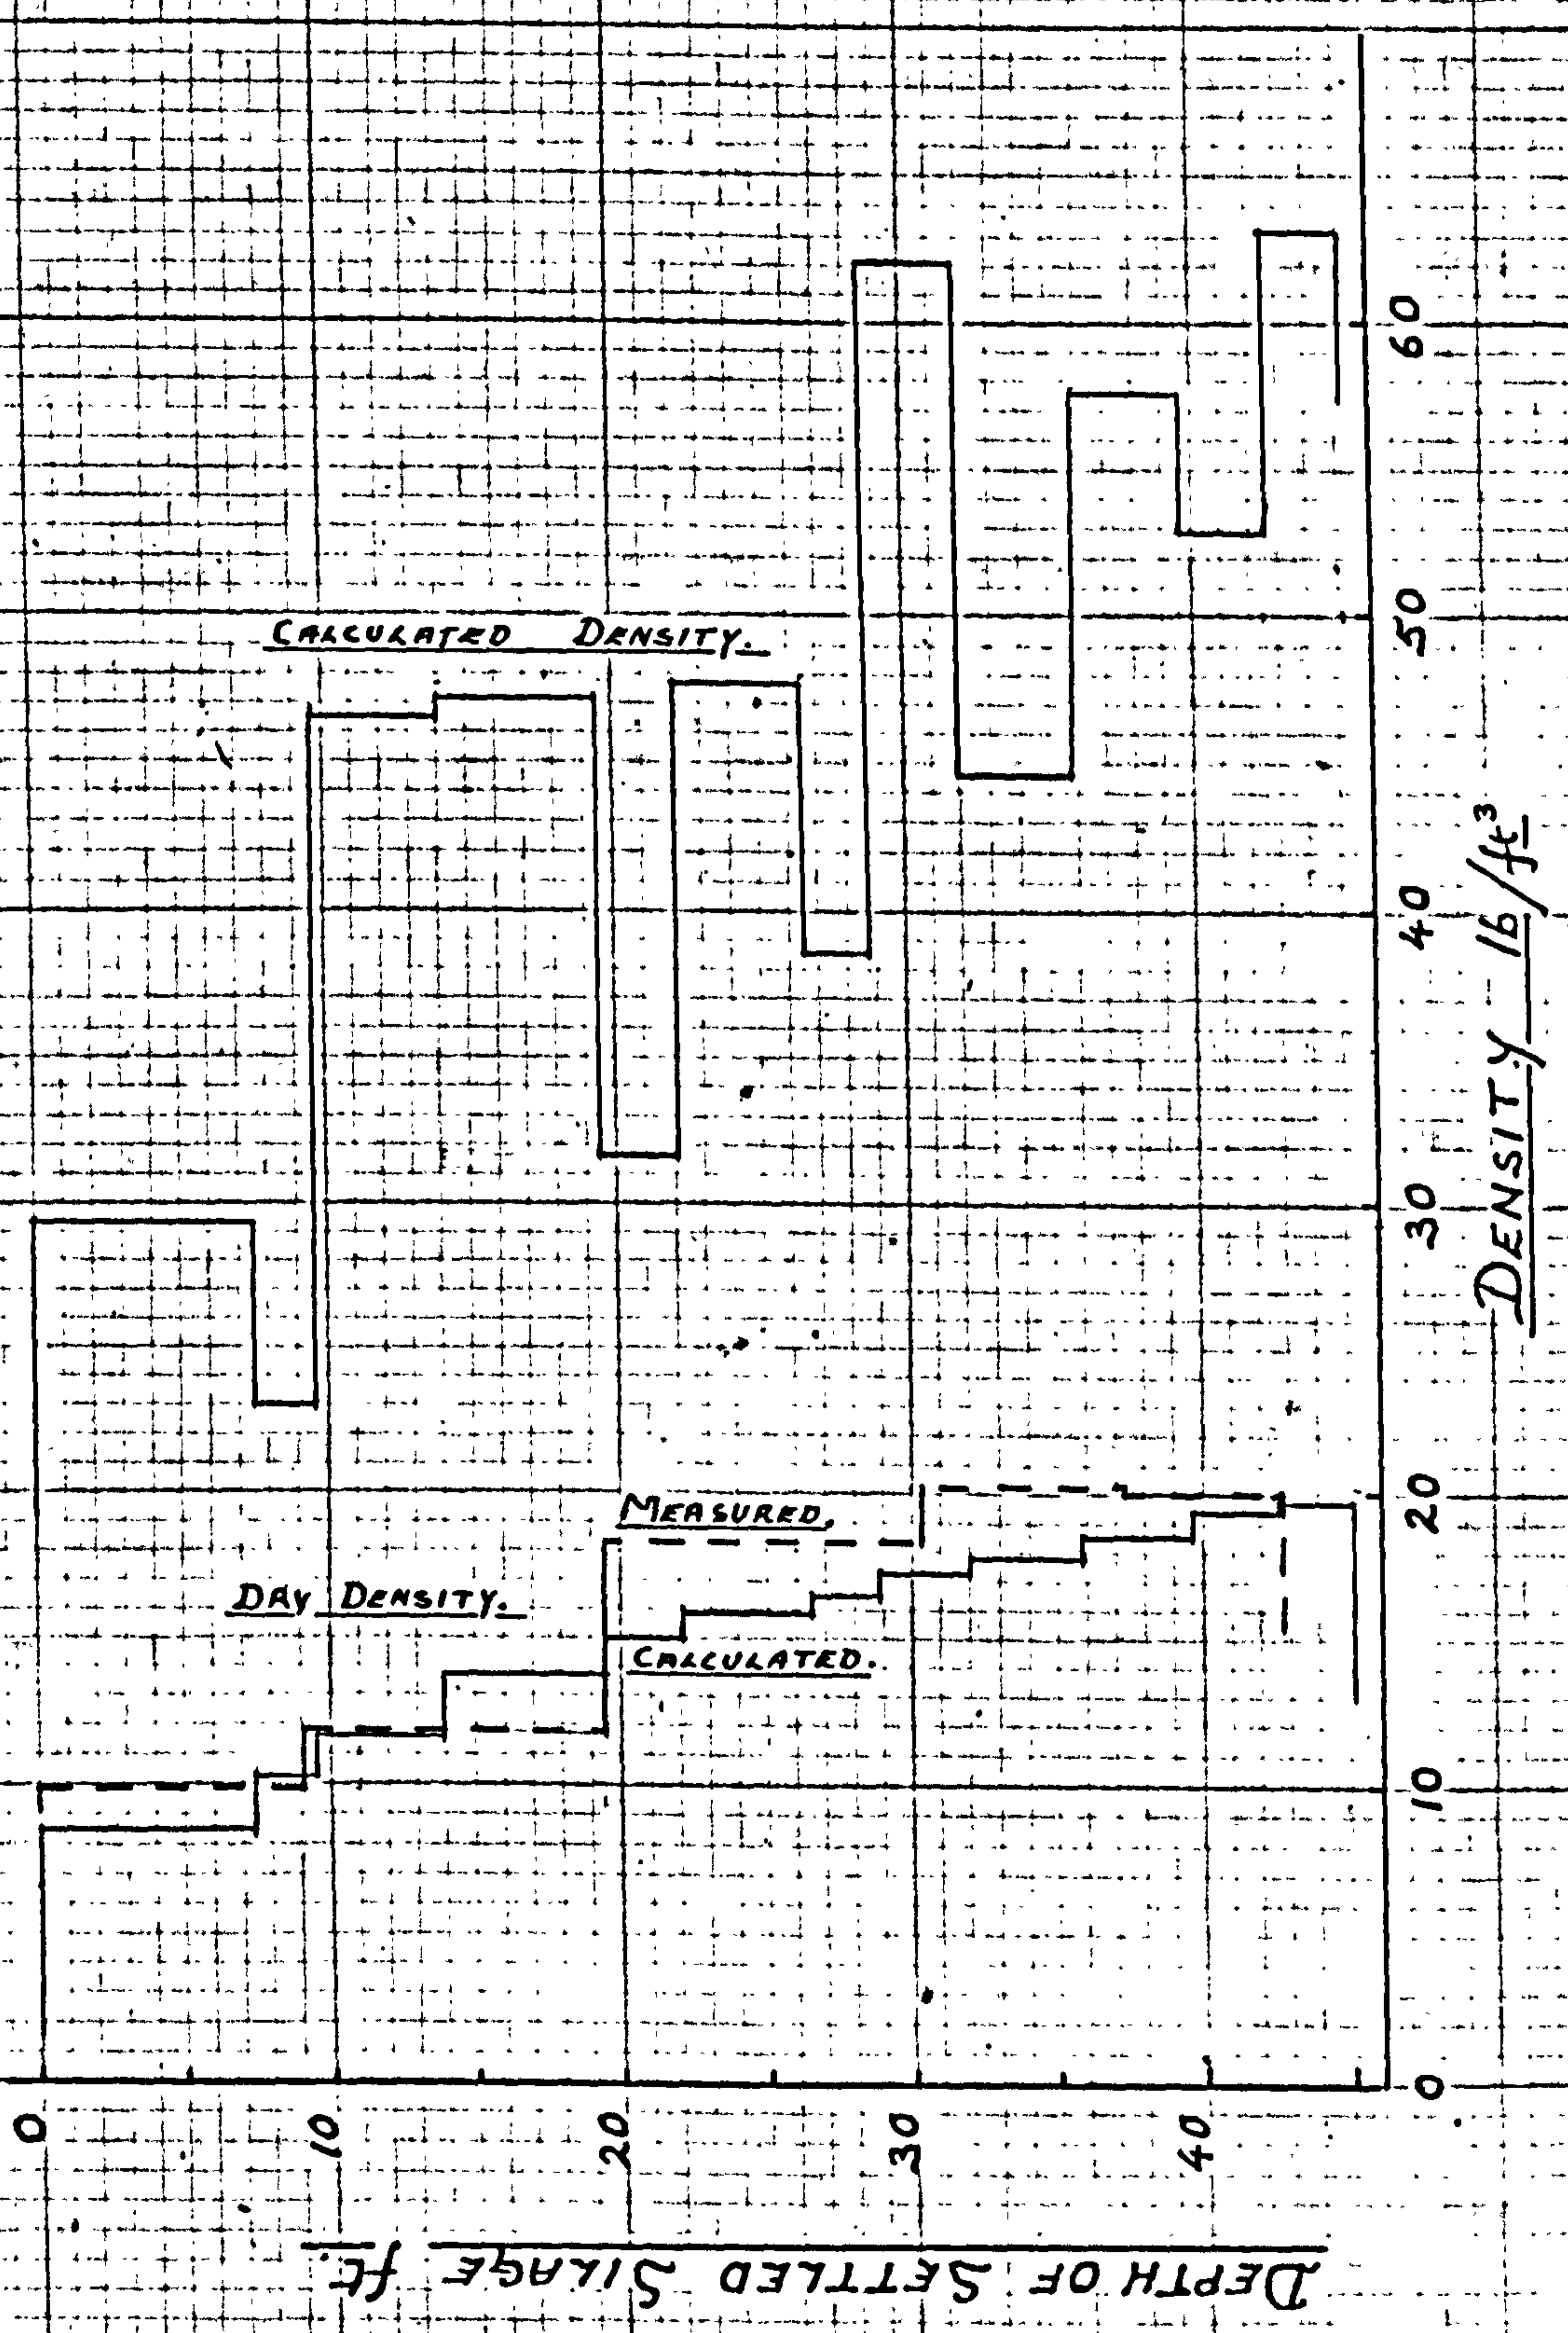 CALCULATED DENSITY.
MEASURED.
DRY DENSITY.
CALCULATED.
60
50
40
30
20
10
0
DENSITY lb/ft³
0 10 20 30 40
DEPTH OF SETTLED SILAGE ft.